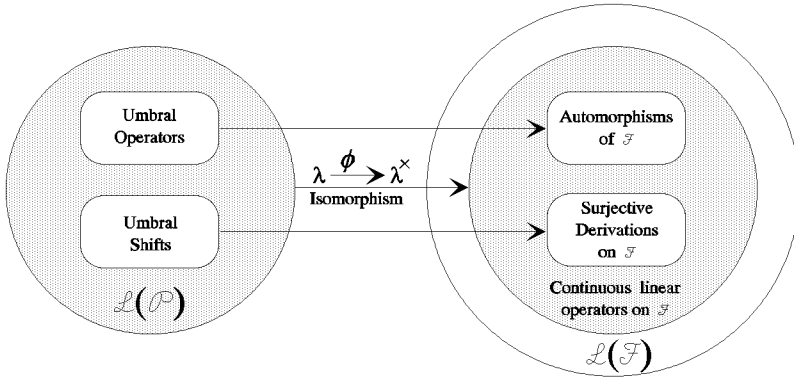 Umbral
Operators
Umbral
Shifts
ℒ(𝒫)
λ ϕ→ λ×
Isomorphism
Automorphisms
of ℱ
Surjective
Derivations
on ℱ
Continuous linear
operators on ℱ
ℒ(ℱ)